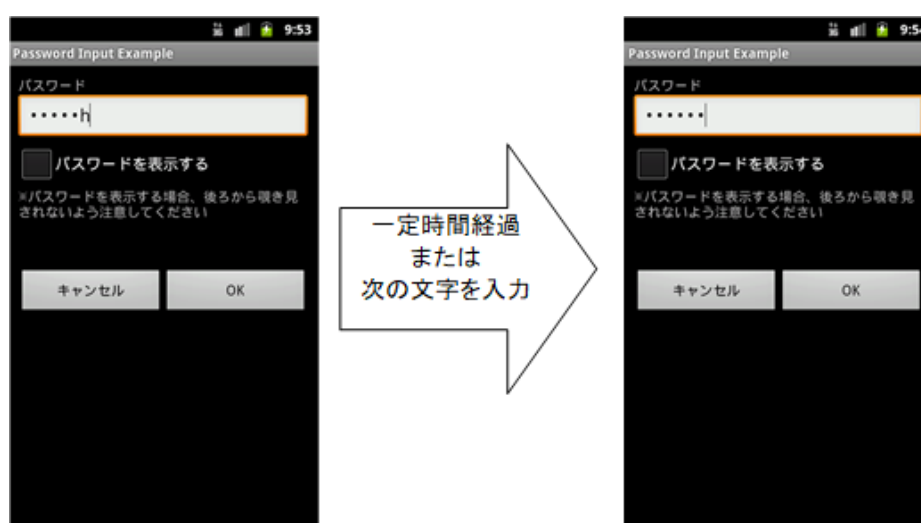 9:53
Password Input Example
パスワード
•••••h
パスワードを表示する
※パスワードを表示する場合、後ろから覗き見
されないよう注意してください
キャンセル
OK
一定時間経過
または
次の文字を入力
9:54
Password Input Example
パスワード
••••••
パスワードを表示する
※パスワードを表示する場合、後ろから覗き見
されないよう注意してください
キャンセル
OK